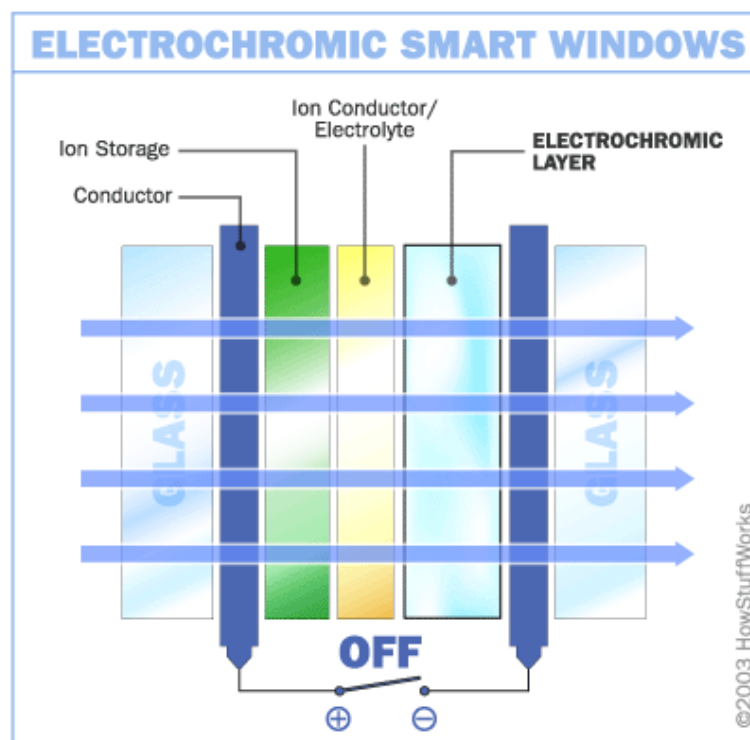 ELECTROCHROMIC SMART WINDOWS
Ion Conductor/
Electrolyte
Ion Storage
ELECTROCHROMIC
LAYER
Conductor
GLASS
GLASS
OFF
+
−
©2003 HowStuffWorks